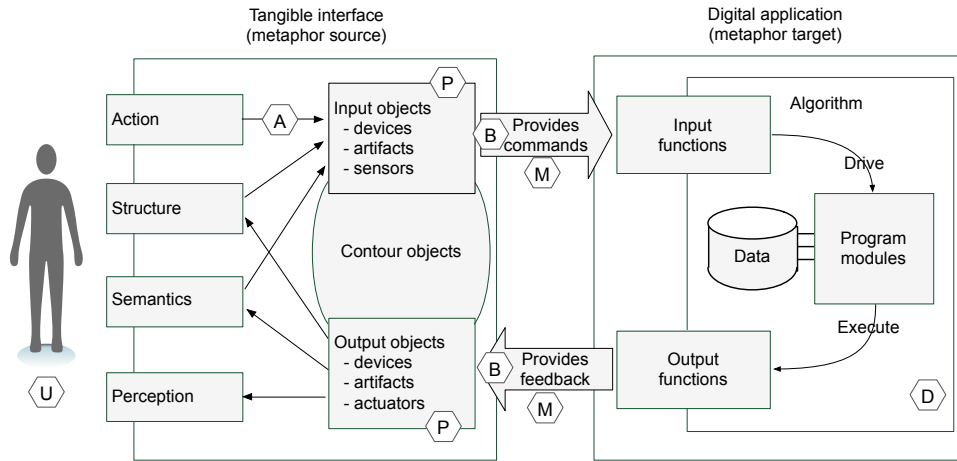 Tangible interface
(metaphor source)
Digital application
(metaphor target)
Action
A
P
Input objects
- devices
- artifacts
- sensors
B
Provides
commands
M
Input
functions
Algorithm
Drive
Structure
Contour objects
Data
Program
modules
Semantics
Execute
Output objects
- devices
- artifacts
- actuators
P
B
Provides
feedback
M
Output
functions
D
Perception
U